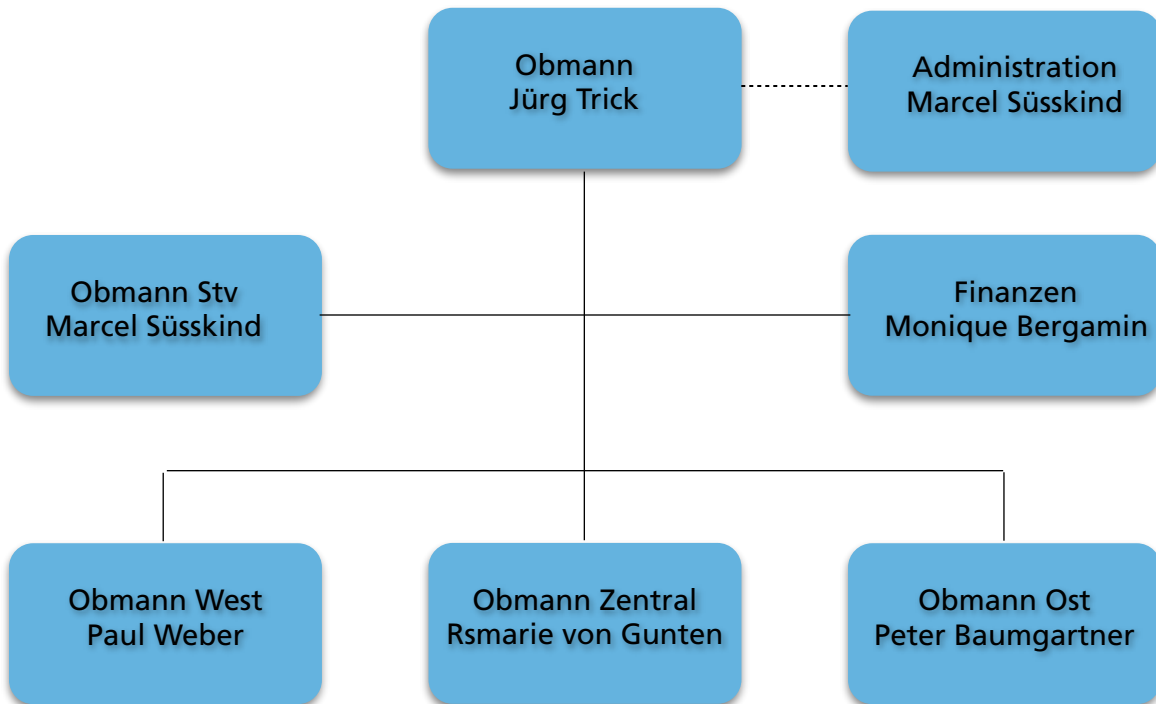 Obmann
Jürg Trick
Administration
Marcel Süsskind
Obmann Stv
Marcel Süsskind
Finanzen
Monique Bergamin
Obmann West
Paul Weber
Obmann Zentral
Rsmarie von Gunten
Obmann Ost
Peter Baumgartner